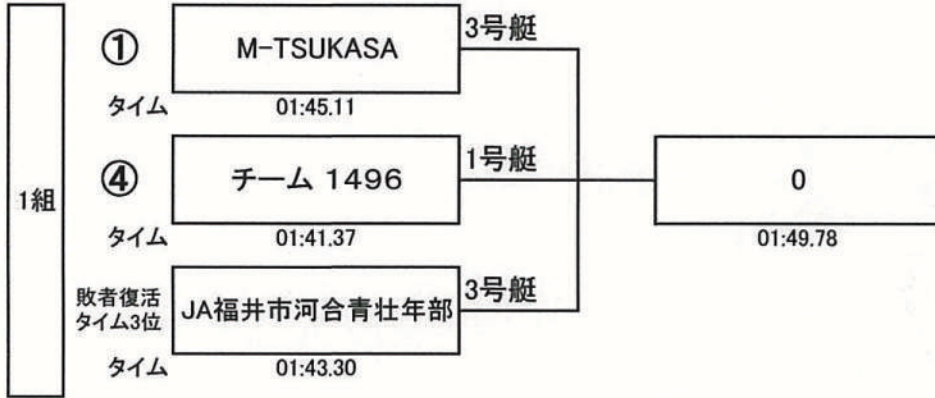 1組
① M-TSUKASA 3号艇
タイム 01:45.11
④ チーム 1496 1号艇
タイム 01:41.37
敗者復活
タイム3位
JA福井市河合青壮年部 3号艇
タイム 01:43.30
0
01:49.78